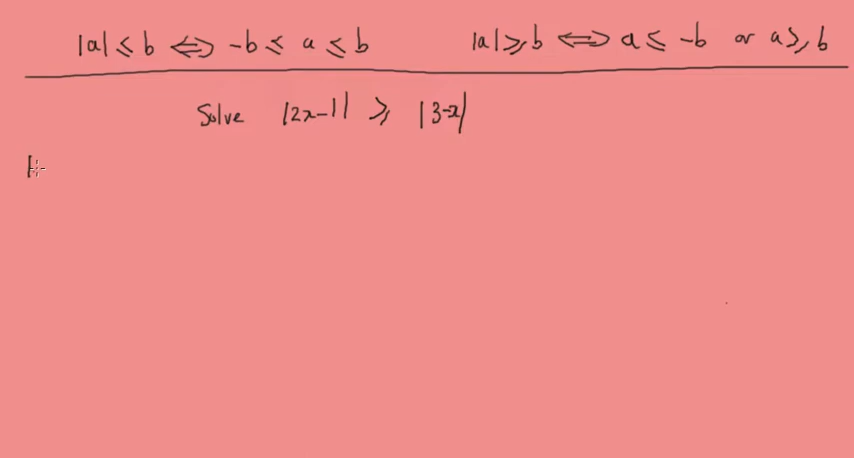 |a| ⩽ b ⟺ -b ⩽ a ⩽ b |a| ⩾ b ⟺ a ⩽ -b or a ⩾ b
Solve |2x-1| ⩾ |3-x|